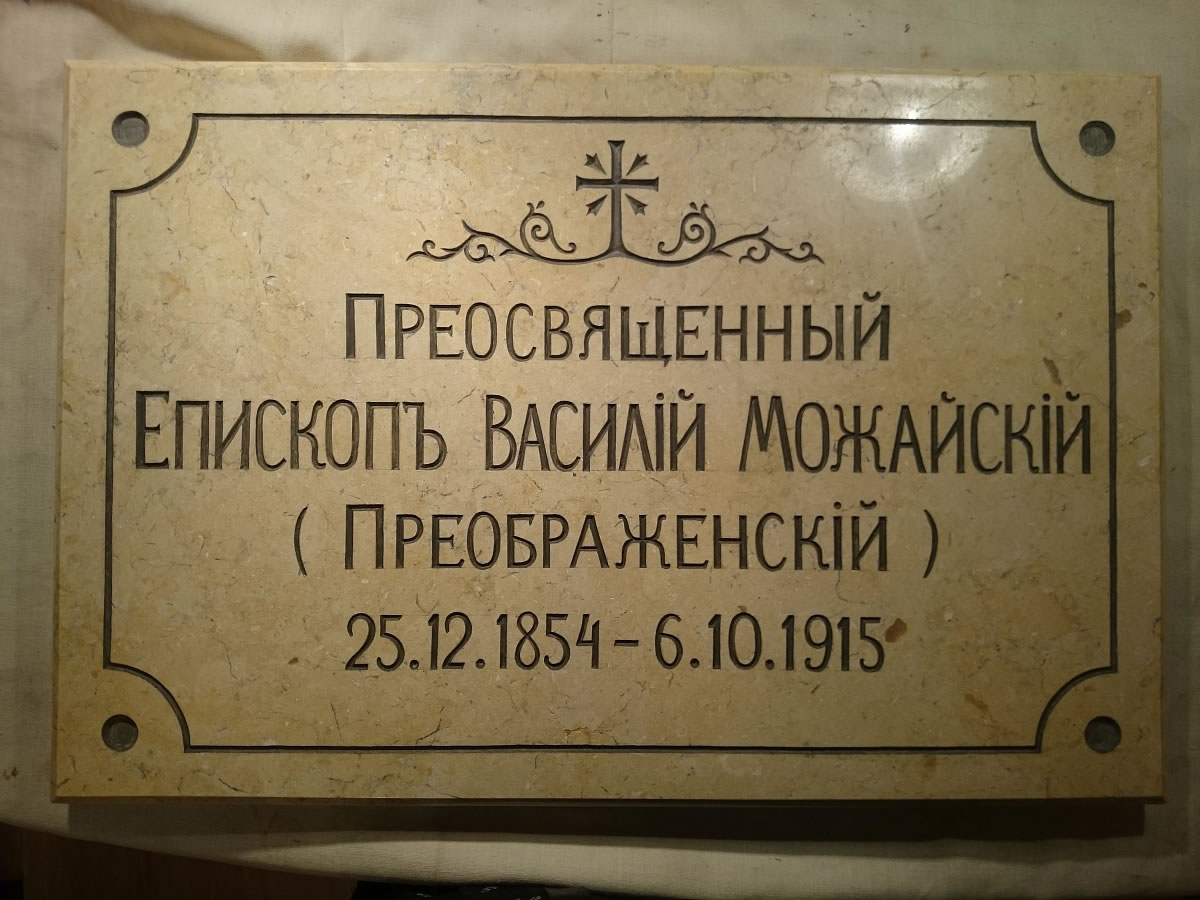 Преосвященный
Епископъ Василій Можайскій
( Преображенскій )
25.12.1854 – 6.10.1915